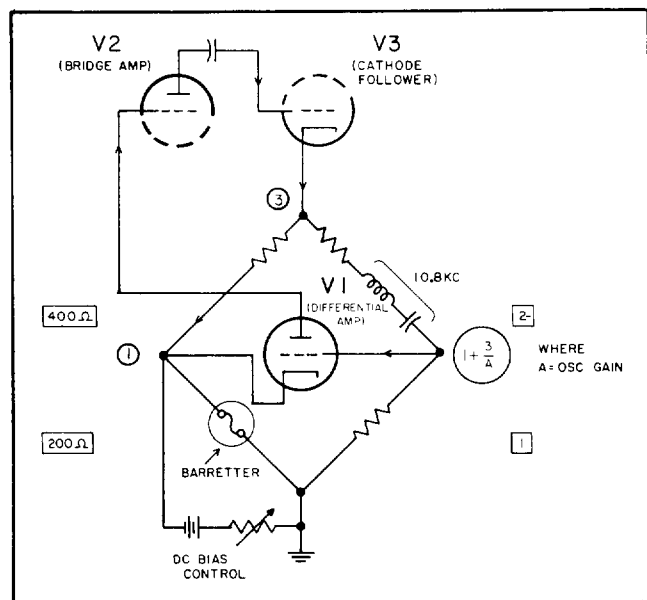 V2
(BRIDGE AMP)
V3
(CATHODE
FOLLOWER)
3
10.8KC
V1
(DIFFERENTIAL
AMP)
400Ω
2-
1
1 + 3/A
WHERE
A = OSC GAIN
200Ω
1
BARRETTER
DC BIAS
CONTROL